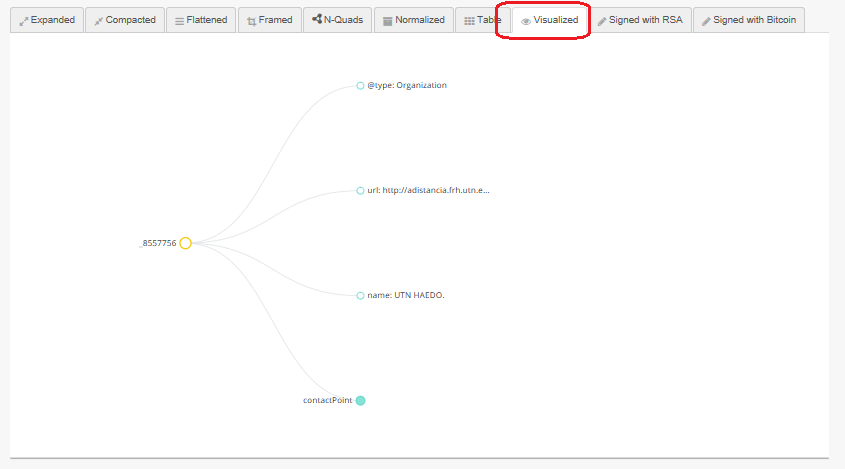 Expanded Compacted Flattened Framed N-Quads Normalized Table Visualized Signed with RSA Signed with Bitcoin
@type: Organization
url: http://adistancia.frh.utn.e...
_8557756
name: UTN HAEDO.
contactPoint